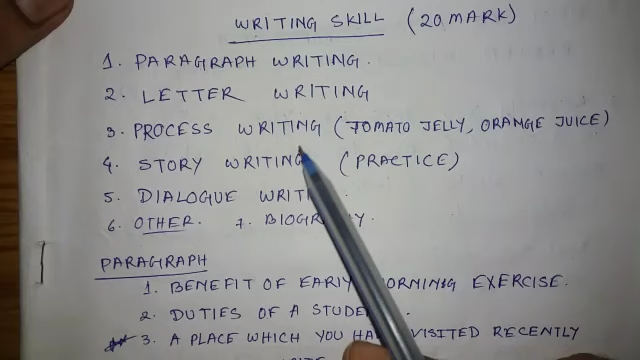 WRITING SKILL (20 MARK)
1. PARAGRAPH WRITING.
2. LETTER WRITING
3. PROCESS WRITING (TOMATO JELLY, ORANGE JUICE)
4. STORY WRITING (PRACTICE)
5. DIALOGUE
6. OTHER. 7.
PARAGRAPH
1. BENEFIT OF EARLY MORNING EXERCISE.
2. DUTIES OF A
3. A PLACE WHICH YOU VISITED RECENTLY